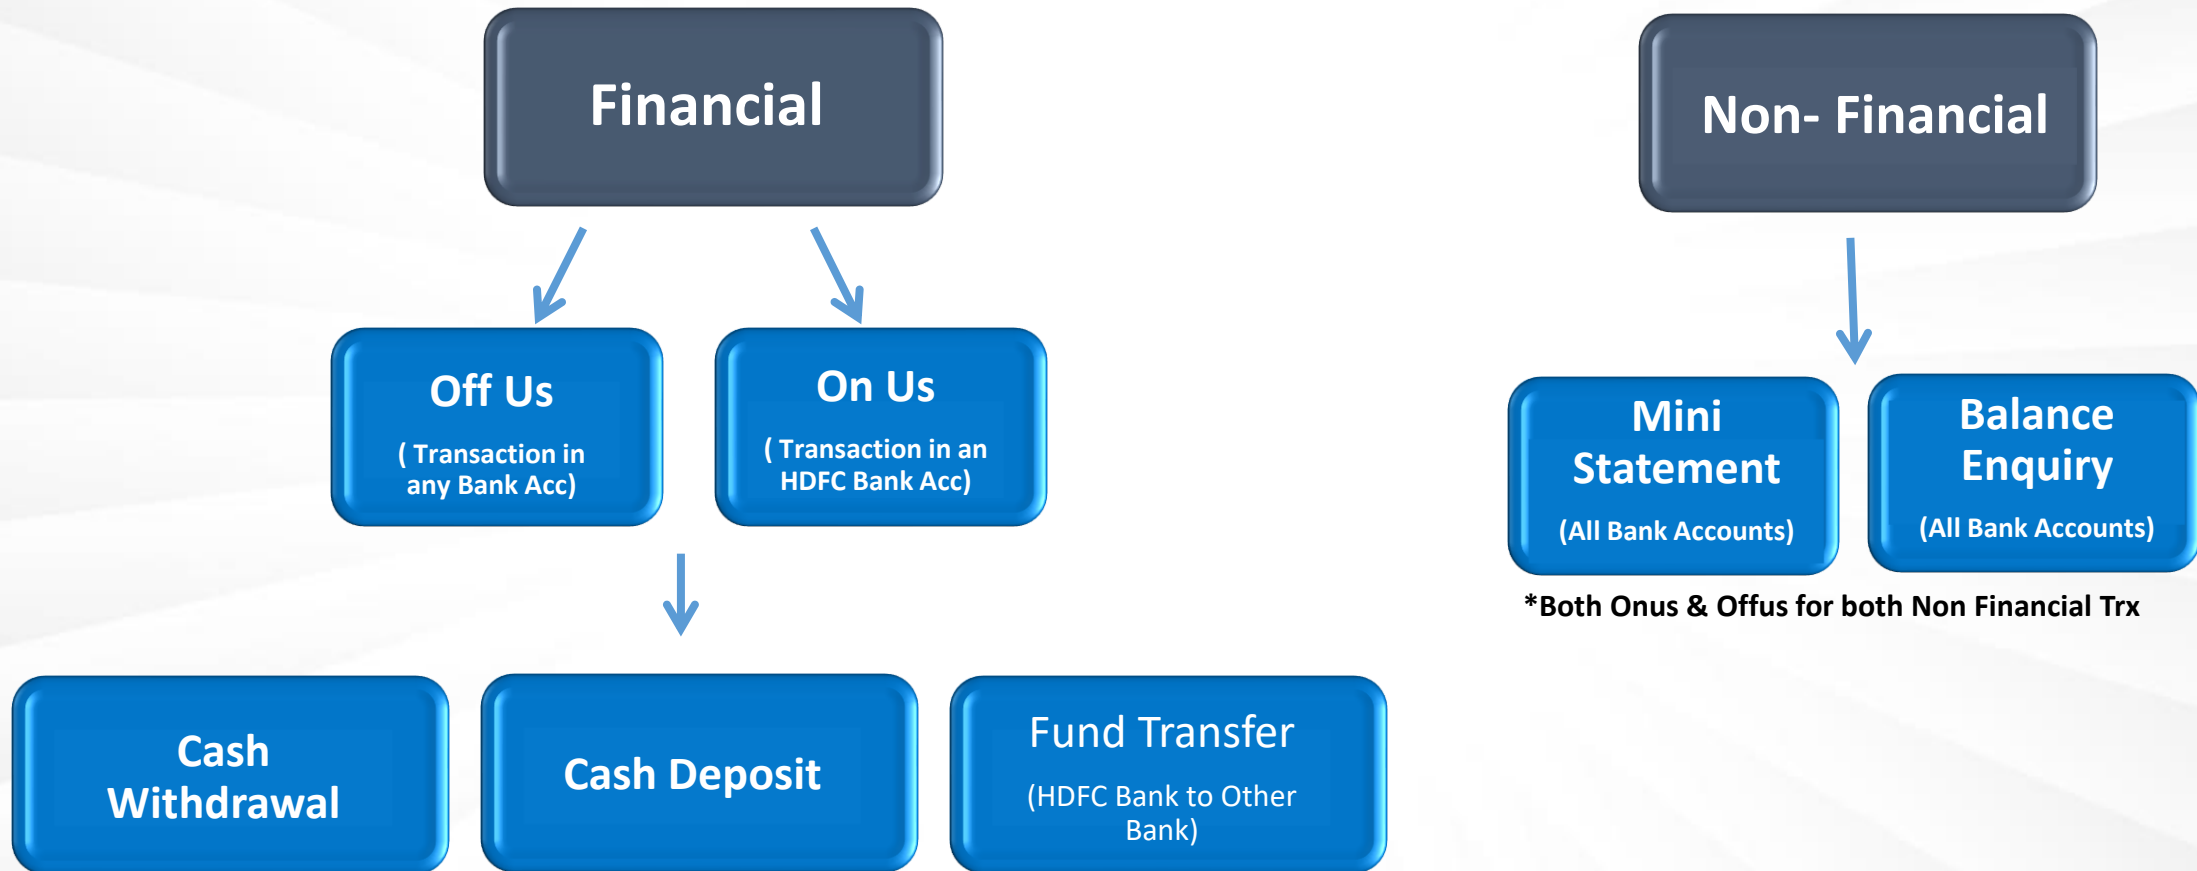 Financial
Non- Financial
Off Us
( Transaction in
any Bank Acc)
On Us
( Transaction in an
HDFC Bank Acc)
Mini
Statement
(All Bank Accounts)
Balance
Enquiry
(All Bank Accounts)
*Both Onus & Offus for both Non Financial Trx
Cash
Withdrawal
Cash Deposit
Fund Transfer
(HDFC Bank to Other
Bank)